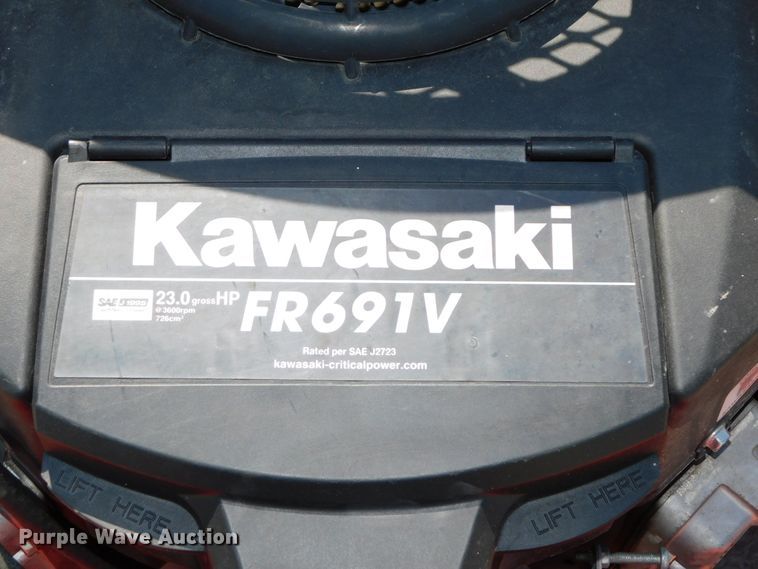 Kawasaki
SAE J1995
23.0 gross HP
@ 3600rpm
726cm³
FR691V
Rated per SAE J2723
kawasaki-criticalpower.com
LIFT HERE
LIFT HERE
Purple Wave Auction